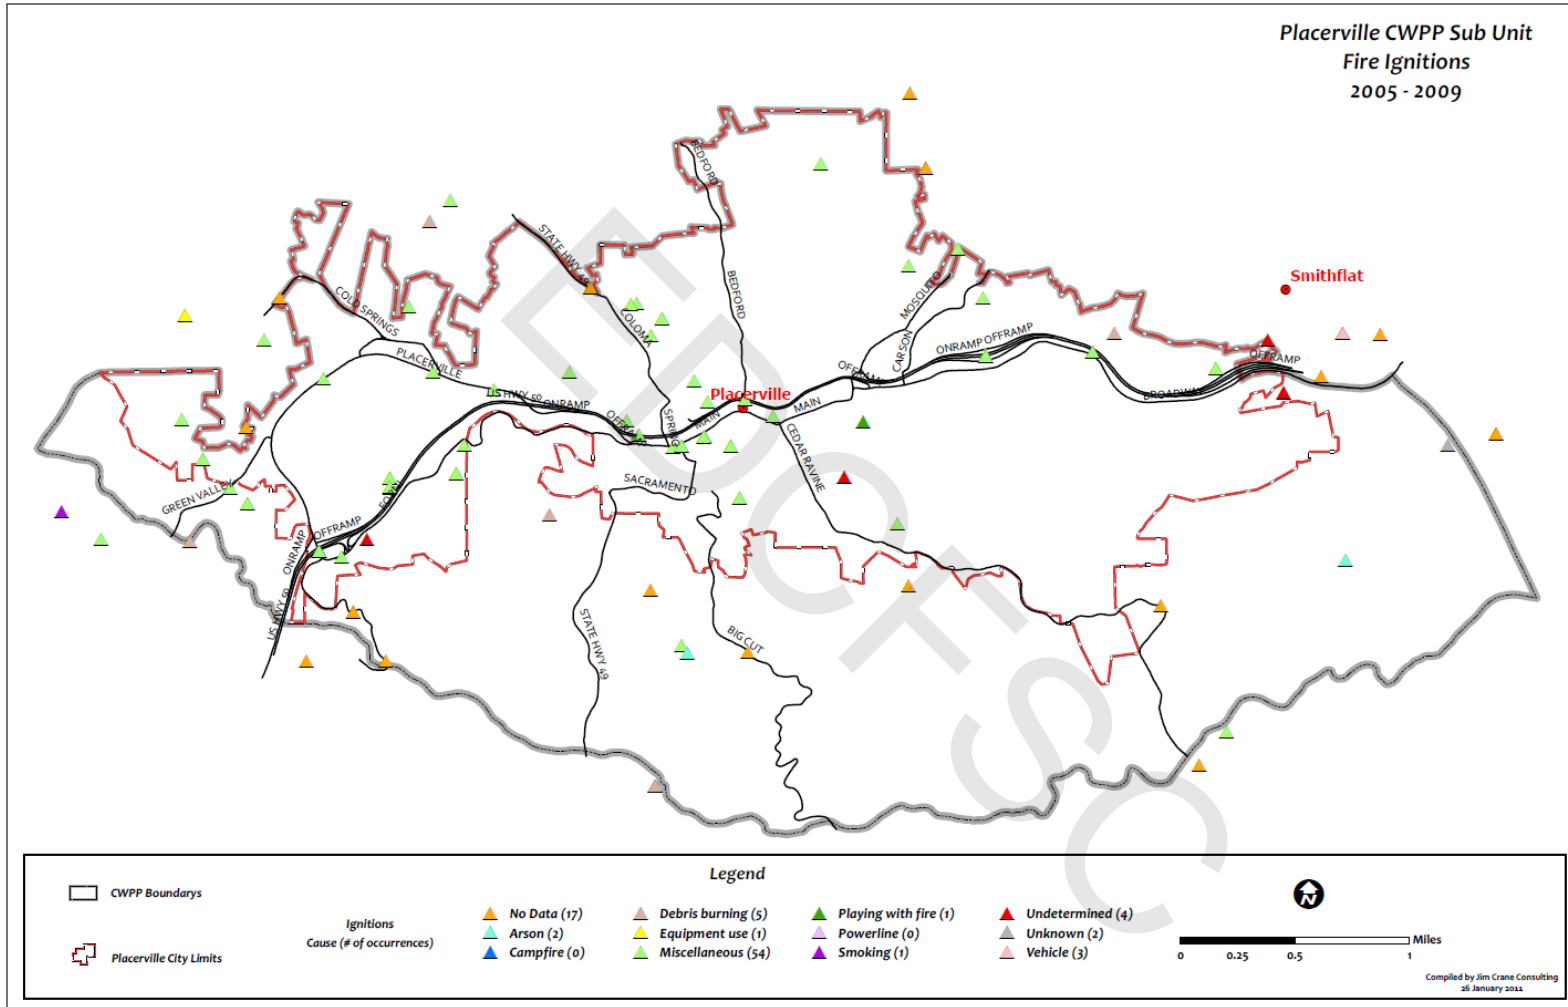 Placerville CWPP Sub Unit
Fire Ignitions
2005 - 2009
BEDFORD
STATE HWY 49
Smithflat
COLD SPRINGS
COLOMA
BEDFORD
MOSQUITO
CARSON
ONRAMP OFFRAMP
OFFRAMP
PLACERVILLE
OFFRAMP
US HWY 50
ONRAMP
Placerville
BROADWAY
OFFRAMP
SPRING
MAIN
MAIN
CEDAR RAVINE
GREEN VALLEY
SACRAMENTO
OFFRAMP
ONRAMP
US HWY 50
STATE HWY 49
BIG CUT
EDCFSC
Legend
CWPP Boundarys
Placerville City Limits
Ignitions
Cause (# of occurrences)
No Data (17)
Arson (2)
Campfire (0)
Debris burning (5)
Equipment use (1)
Miscellaneous (54)
Playing with fire (1)
Powerline (0)
Smoking (1)
Undetermined (4)
Unknown (2)
Vehicle (3)
N
Miles
0 0.25 0.5 1
Compiled by Jim Crane Consulting
26 January 2011